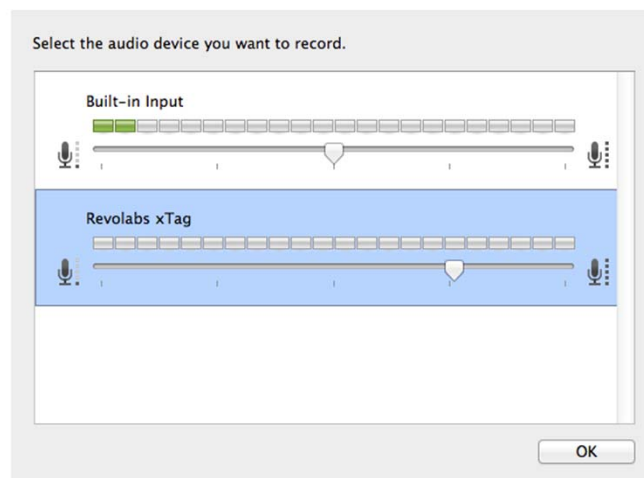 Select the audio device you want to record.
Built-in Input
Revolabs xTag
OK